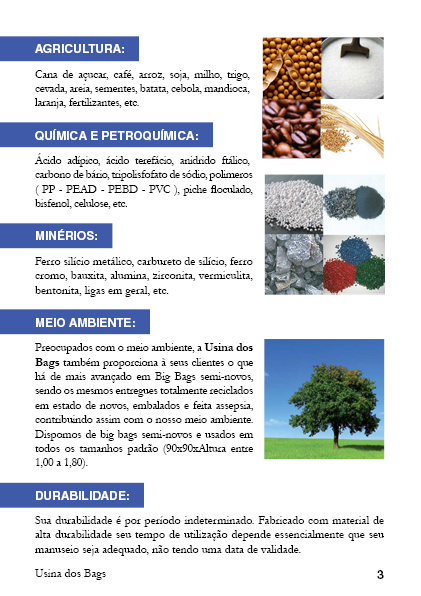 AGRICULTURA:
Cana de açucar, café, arroz, soja, milho, trigo,
cevada, areia, sementes, batata, cebola, mandioca,
laranja, fertilizantes, etc.
QUÍMICA E PETROQUÍMICA:
Ácido adípico, ácido terefácio, anidrido ftálico,
carbono de bário, tripolisfofato de sódio, polimeros
( PP - PEAD - PEBD - PVC ), piche floculado,
bisfenol, celulose, etc.
MINÉRIOS:
Ferro silício metálico, carbureto de silício, ferro
cromo, bauxita, alumina, zirconita, vermiculita,
bentonita, ligas em geral, etc.
MEIO AMBIENTE:
Preocupados com o meio ambiente, a Usina dos
Bags também proporciona à seus clientes o que
há de mais avançado em Big Bags semi-novos,
sendo os mesmos entregues totalmente reciclados
em estado de novos, embalados e feita assepsia,
contribuindo assim com o nosso meio ambiente.
Dispomos de big bags semi-novos e usados em
todos os tamanhos padrão (90x90xAltura entre
1,00 a 1,80).
DURABILIDADE:
Sua durabilidade é por período indeterminado. Fabricado com material de
alta durabilidade seu tempo de utilização depende essencialmente que seu
manuseio seja adequado, não tendo uma data de validade.
Usina dos Bags 3